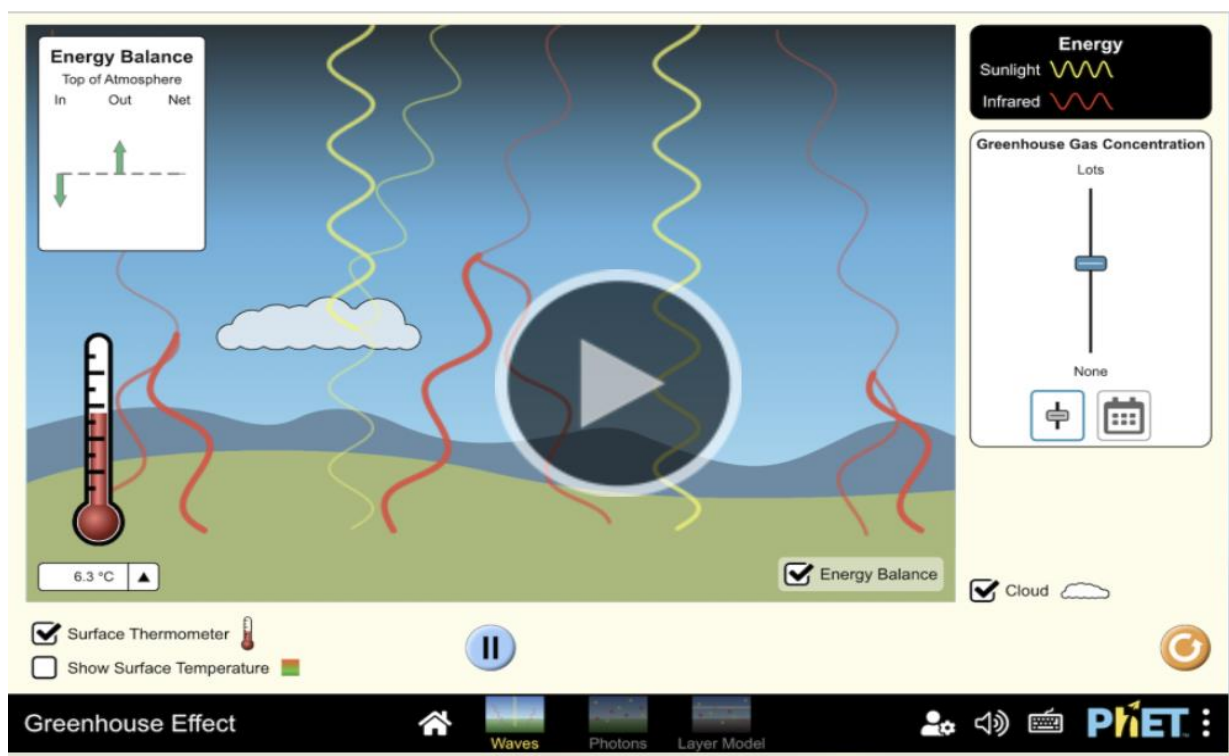 Energy Balance
Top of Atmosphere
In Out Net
6.3 °C
Energy Balance
Energy
Sunlight
Infrared
Greenhouse Gas Concentration
Lots
None
Cloud
Surface Thermometer
Show Surface Temperature
Greenhouse Effect
Waves
Photons
Layer Model
PhET